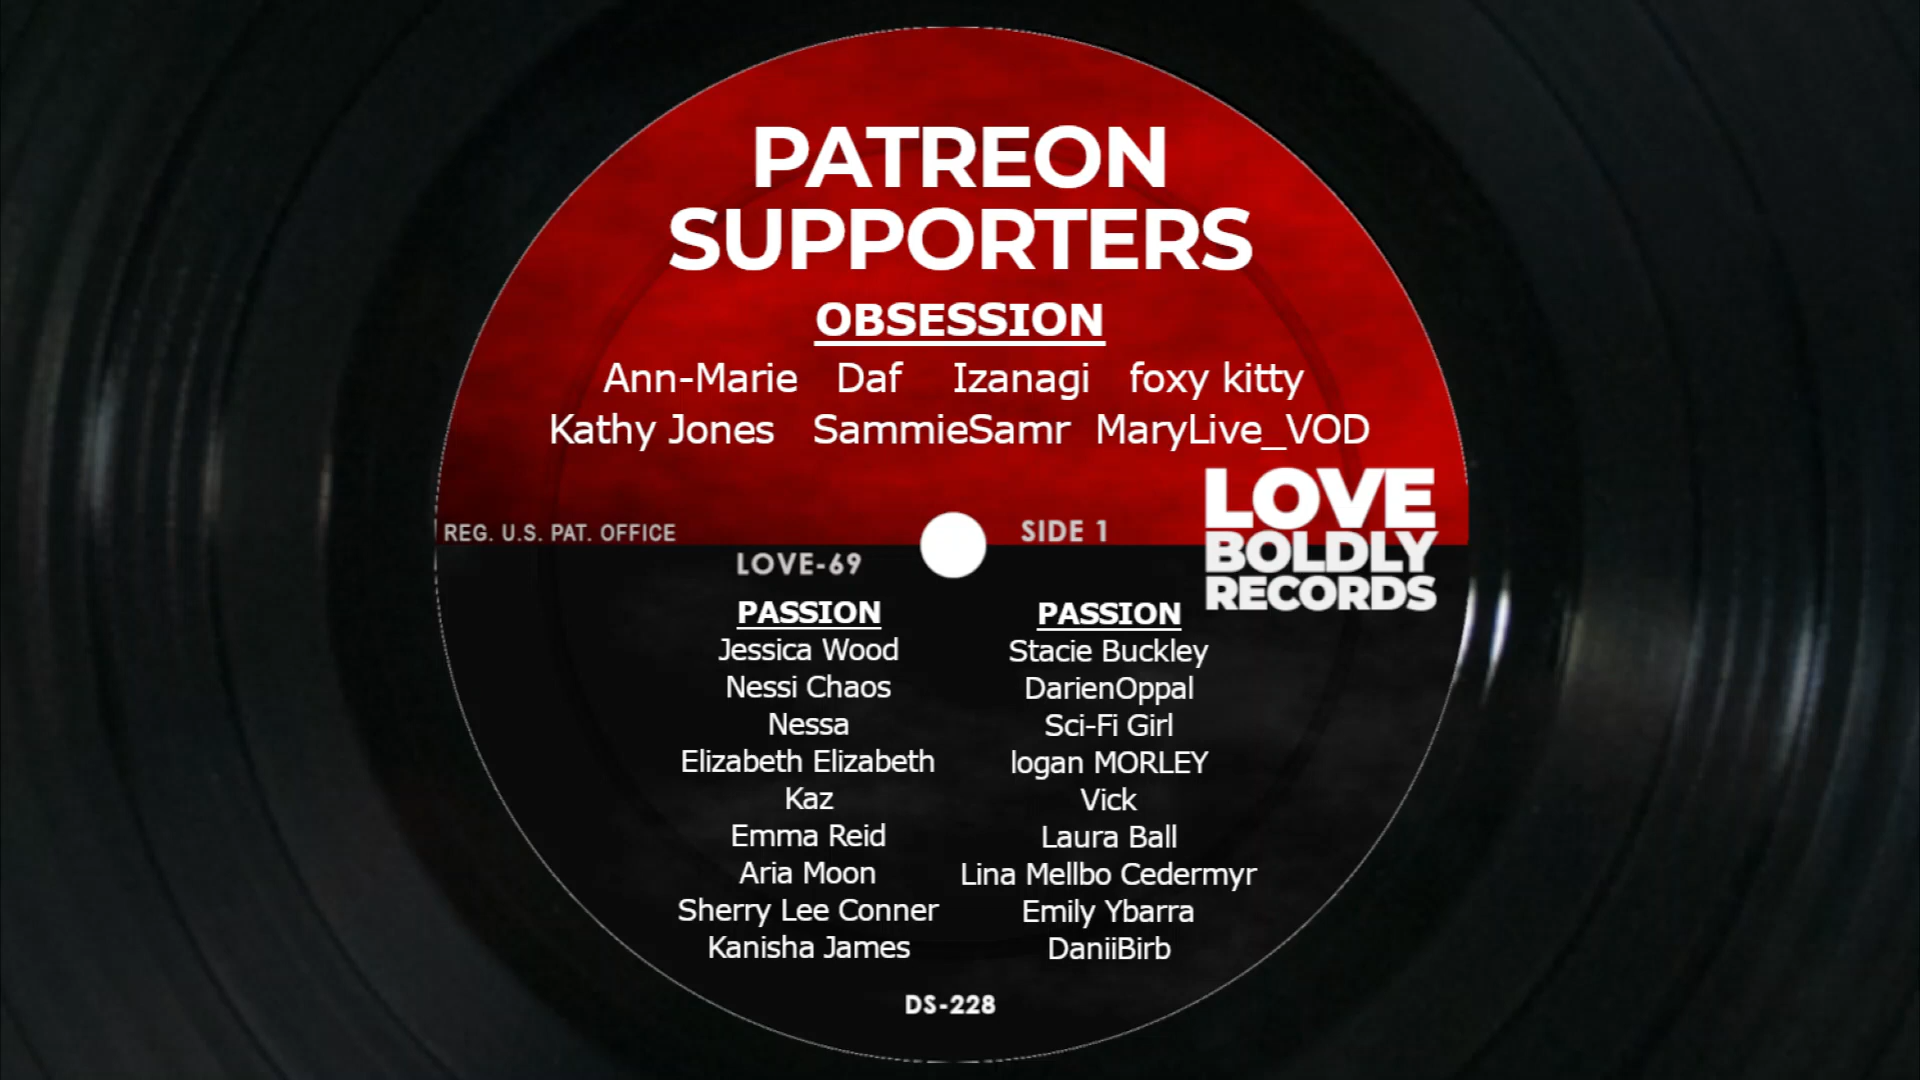 PATREON
SUPPORTERS
OBSESSION
Ann-Marie Daf Izanagi foxy kitty
Kathy Jones SammieSamr MaryLive_VOD
LOVE
BOLDLY
RECORDS
REG. U.S. PAT. OFFICE
SIDE 1
LOVE-69
PASSION
Jessica Wood
Nessi Chaos
Nessa
Elizabeth Elizabeth
Kaz
Emma Reid
Aria Moon
Sherry Lee Conner
Kanisha James
PASSION
Stacie Buckley
DarienOppal
Sci-Fi Girl
logan MORLEY
Vick
Laura Ball
Lina Mellbo Cedermyr
Emily Ybarra
DaniiBirb
DS-228